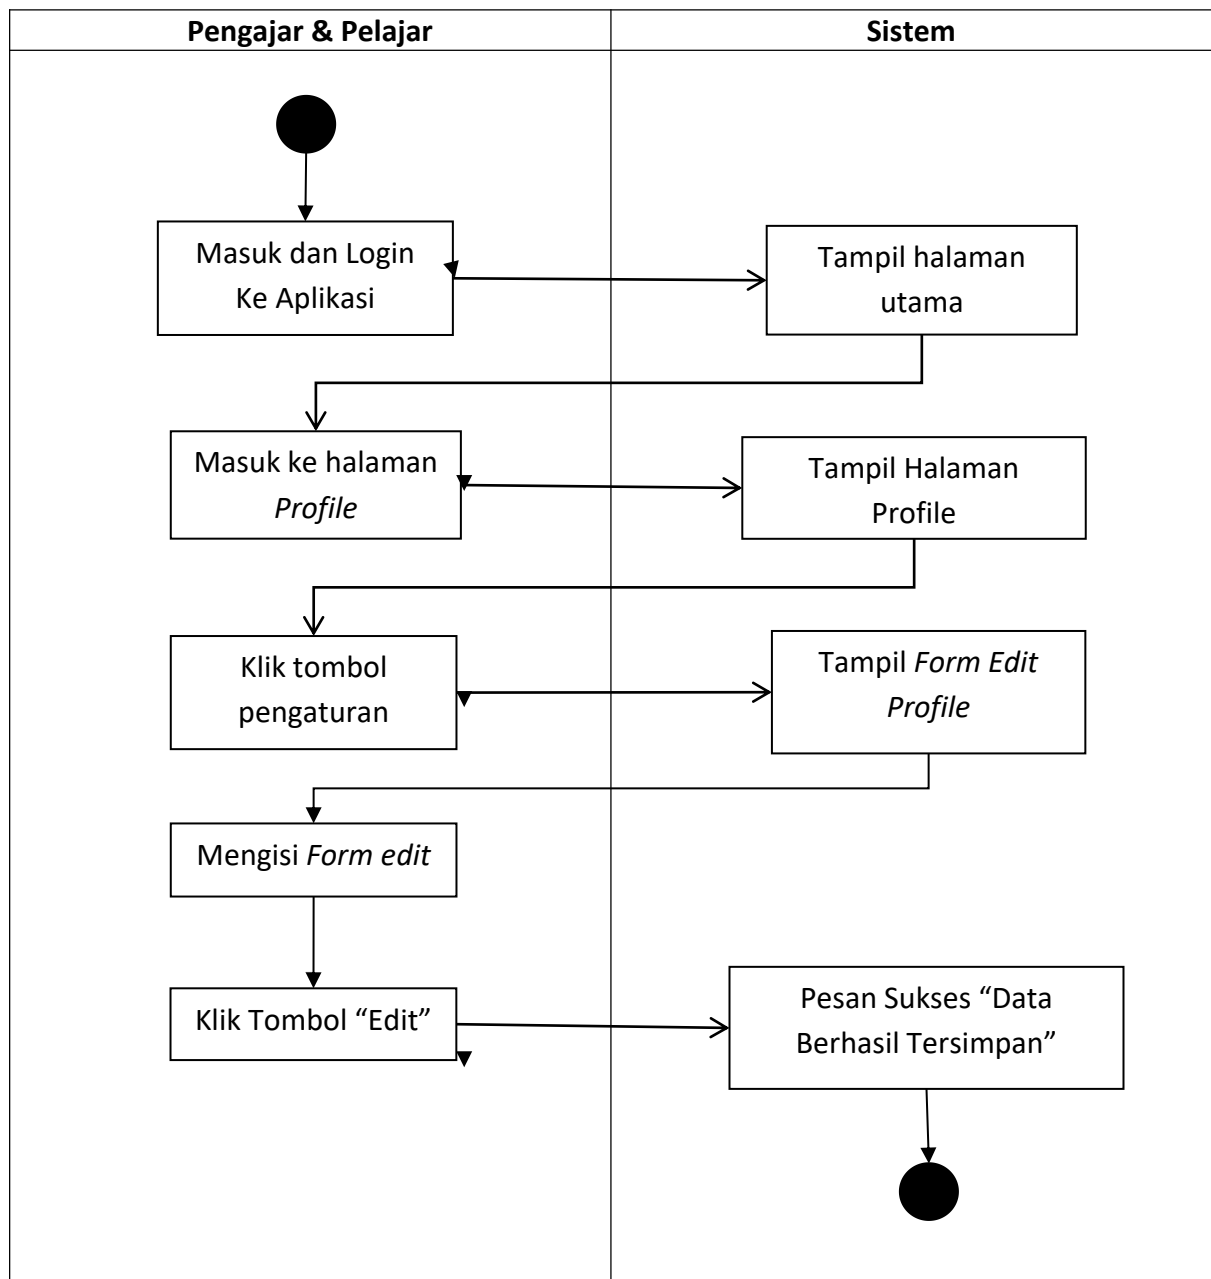 Pengajar & Pelajar
Sistem
Masuk dan Login
Ke Aplikasi
Tampil halaman
utama
Masuk ke halaman
Profile
Tampil Halaman
Profile
Klik tombol
pengaturan
Tampil Form Edit
Profile
Mengisi Form edit
Klik Tombol “Edit”
Pesan Sukses “Data
Berhasil Tersimpan”